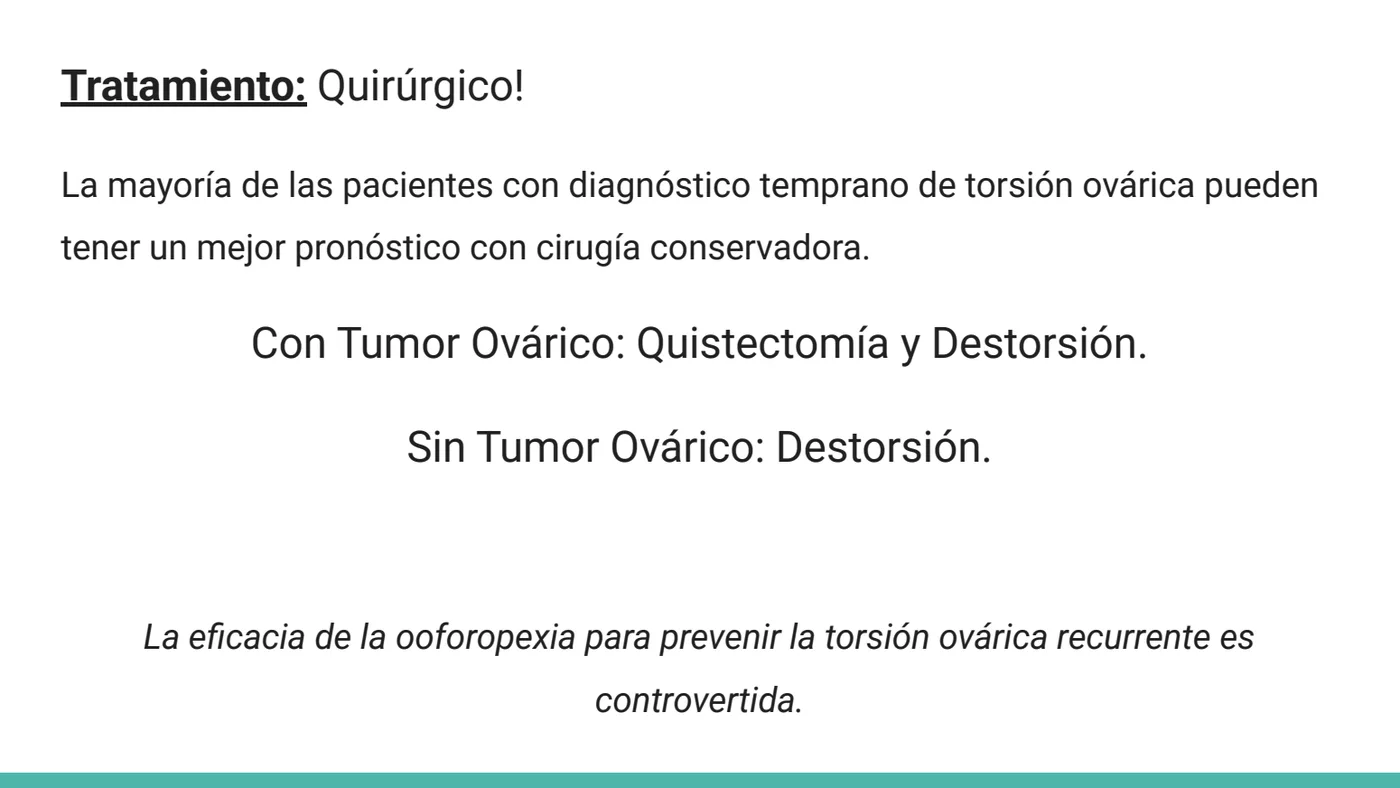 Tratamiento: Quirúrgico!
La mayoría de las pacientes con diagnóstico temprano de torsión ovárica pueden
tener un mejor pronóstico con cirugía conservadora.
Con Tumor Ovárico: Quistectomía y Destorsión.
Sin Tumor Ovárico: Destorsión.
La eficacia de la ooforopexia para prevenir la torsión ovárica recurrente es
controvertida.